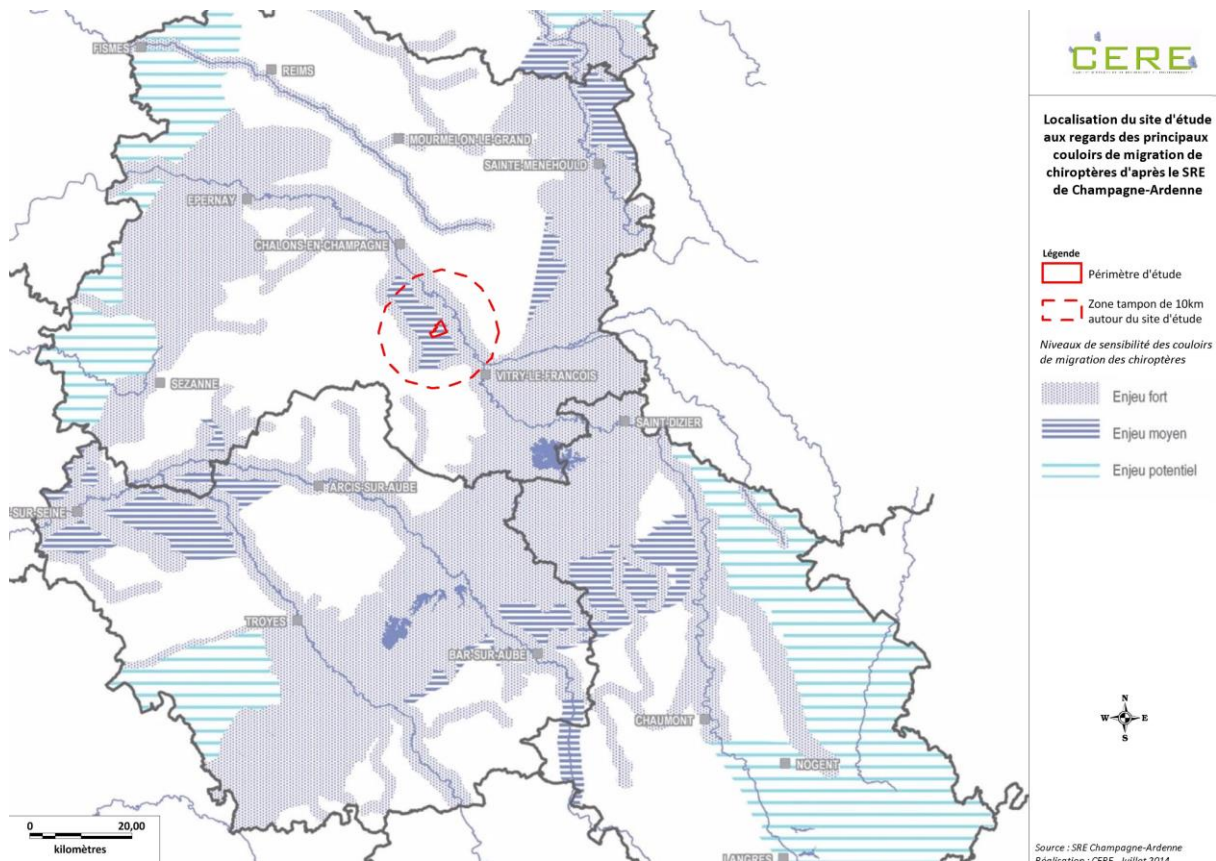 FISMES
REIMS
MOURMELON-LE-GRAND
SAINTE-MENEHOULD
EPERNAY
CHALONS-EN-CHAMPAGNE
SEZANNE
VITRY-LE-FRANCOIS
SAINT-DIZIER
ARCIS-SUR-AUBE
-SUR-SEINE
TROYES
BAR-SUR-AUBE
CHAUMONT
NOGENT
LANGRES
0 20,00
kilomètres
CERE
Localisation du site d'étude
aux regards des principaux
couloirs de migration de
chiroptères d'après le SRE
de Champagne-Ardenne
Légende
Périmètre d'étude
Zone tampon de 10km
autour du site d'étude
Niveaux de sensibilité des couloirs
de migration des chiroptères
Enjeu fort
Enjeu moyen
Enjeu potentiel
N
W E
S
Source : SRE Champagne-Ardenne
Réalisation : CERE, Juillet 2014